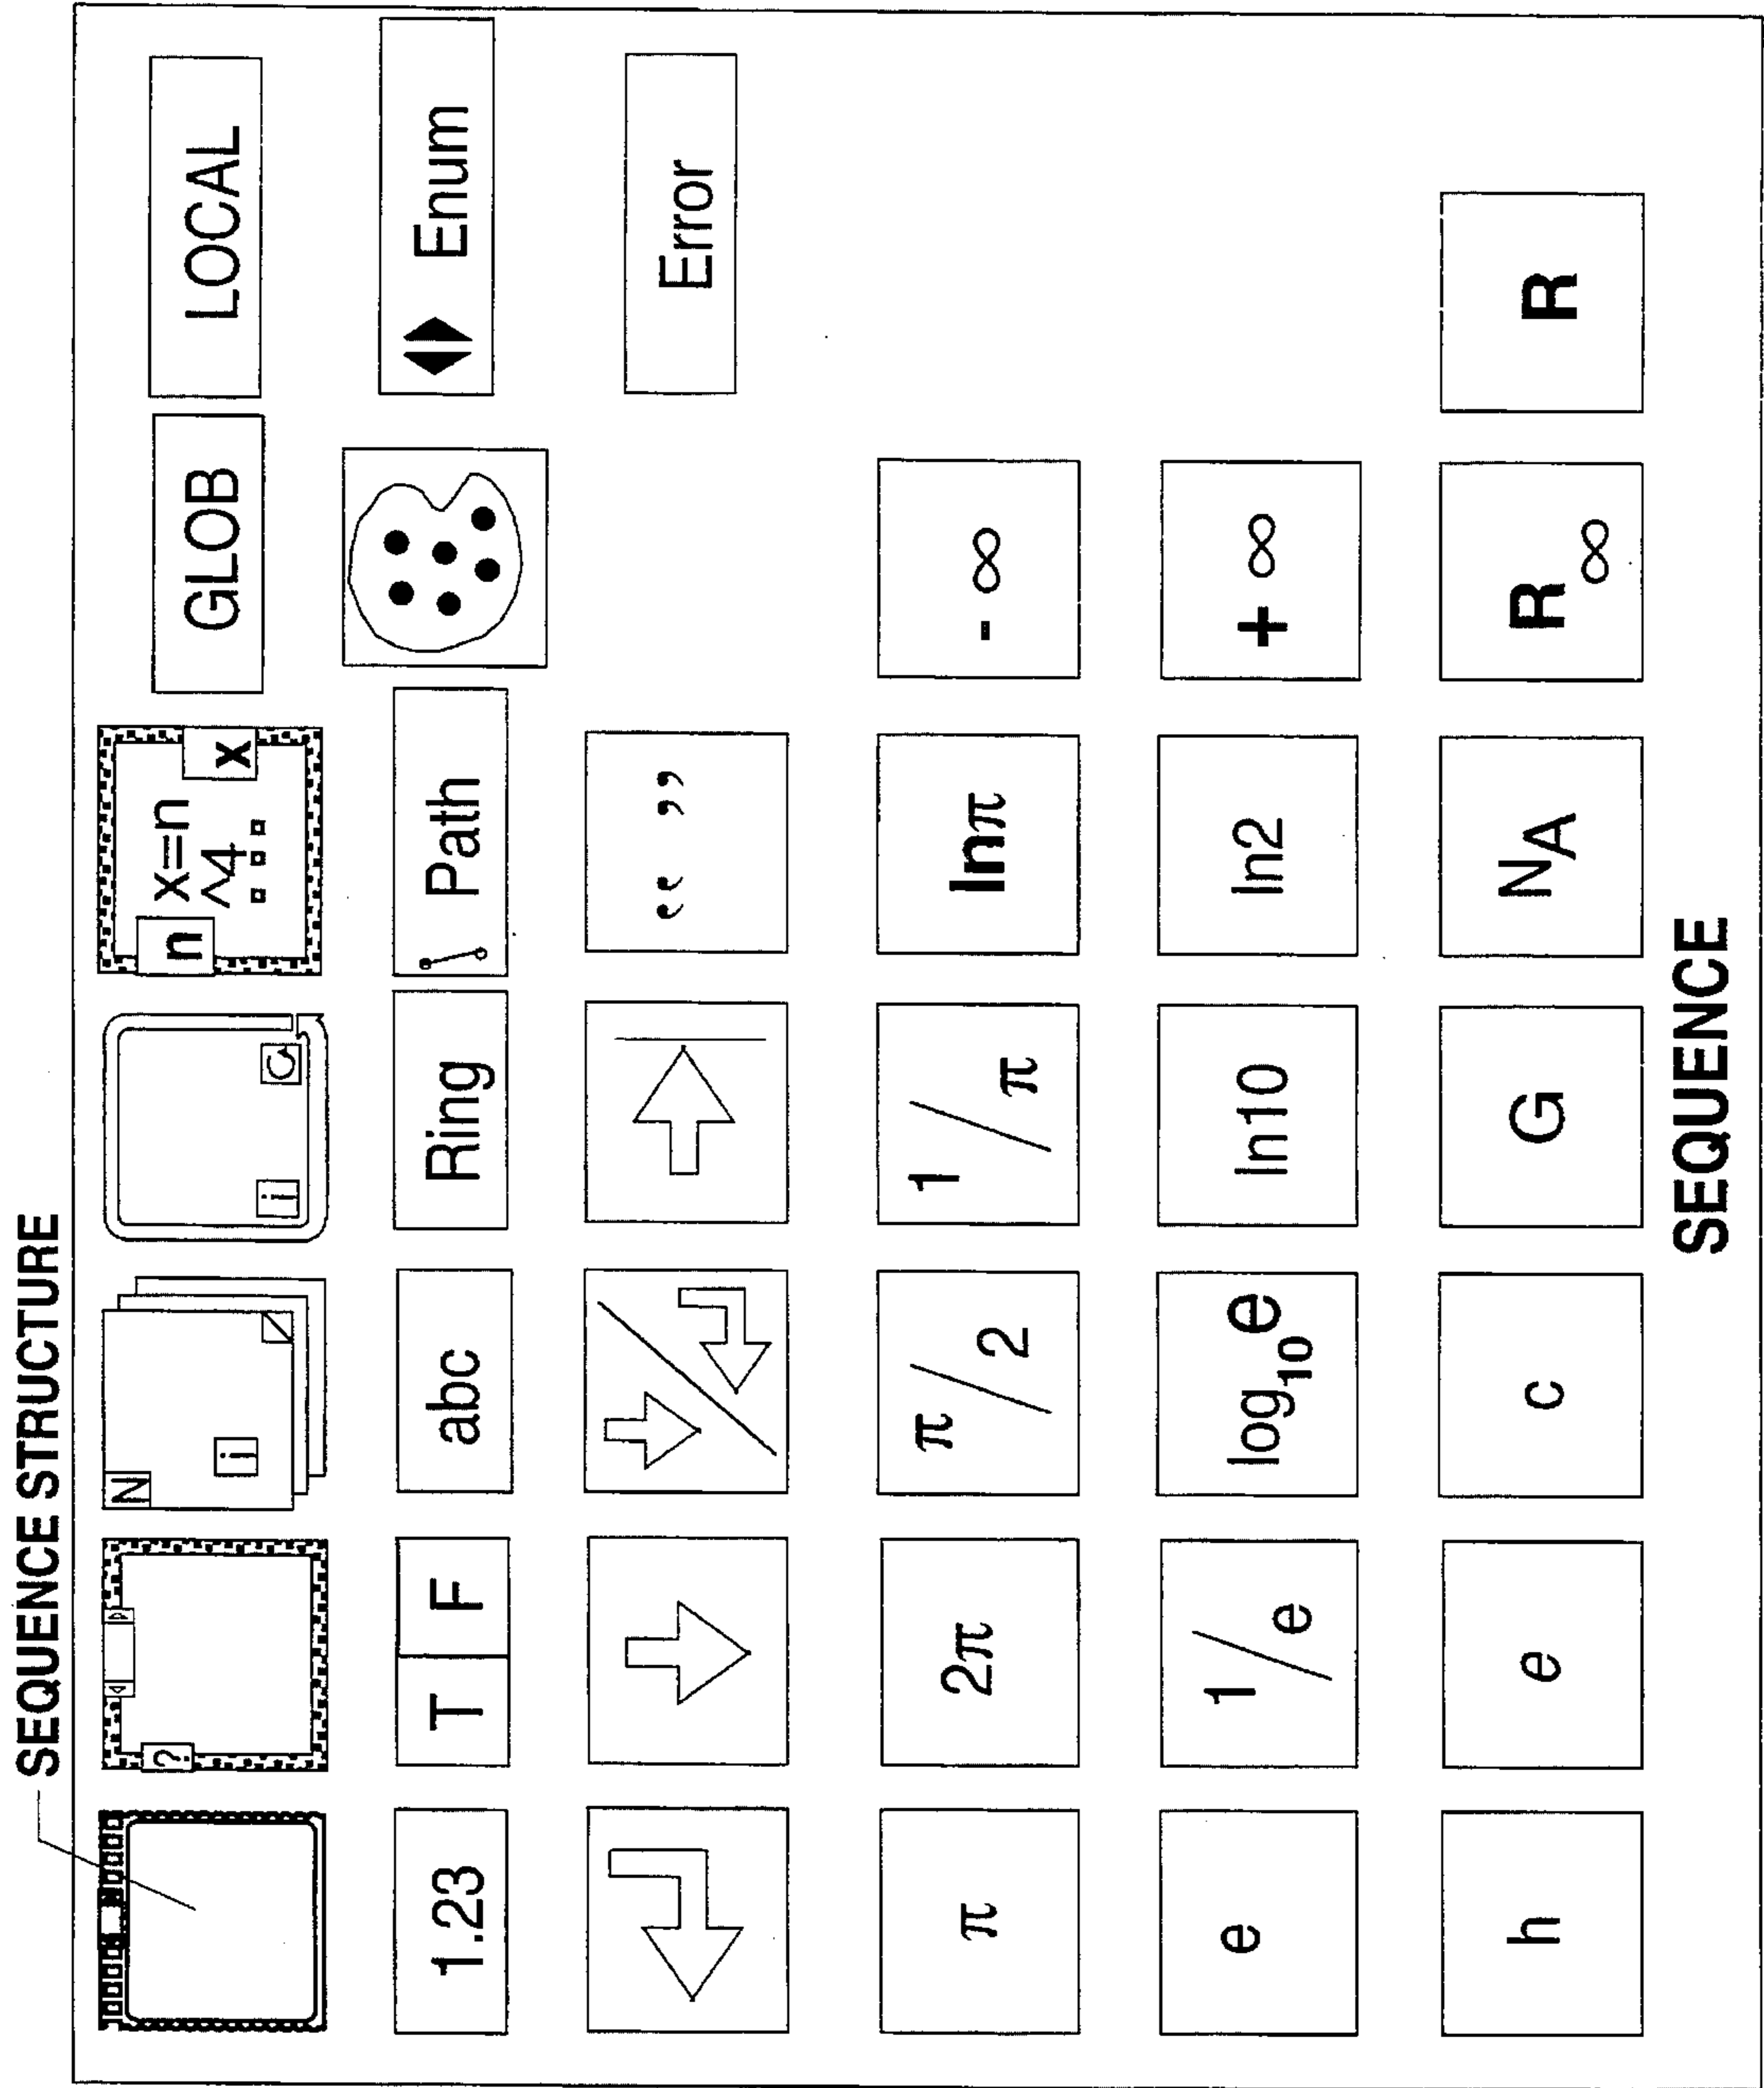 SEQUENCE STRUCTURE
? N i i n x=n ^4 x GLOB LOCAL
1.23 T F abc Ring Path Enum
“ ” Error
π 2π π/2 1/π lnπ - ∞
e 1/e log10e ln10 ln2 + ∞
h e c G NA R∞ R
SEQUENCE